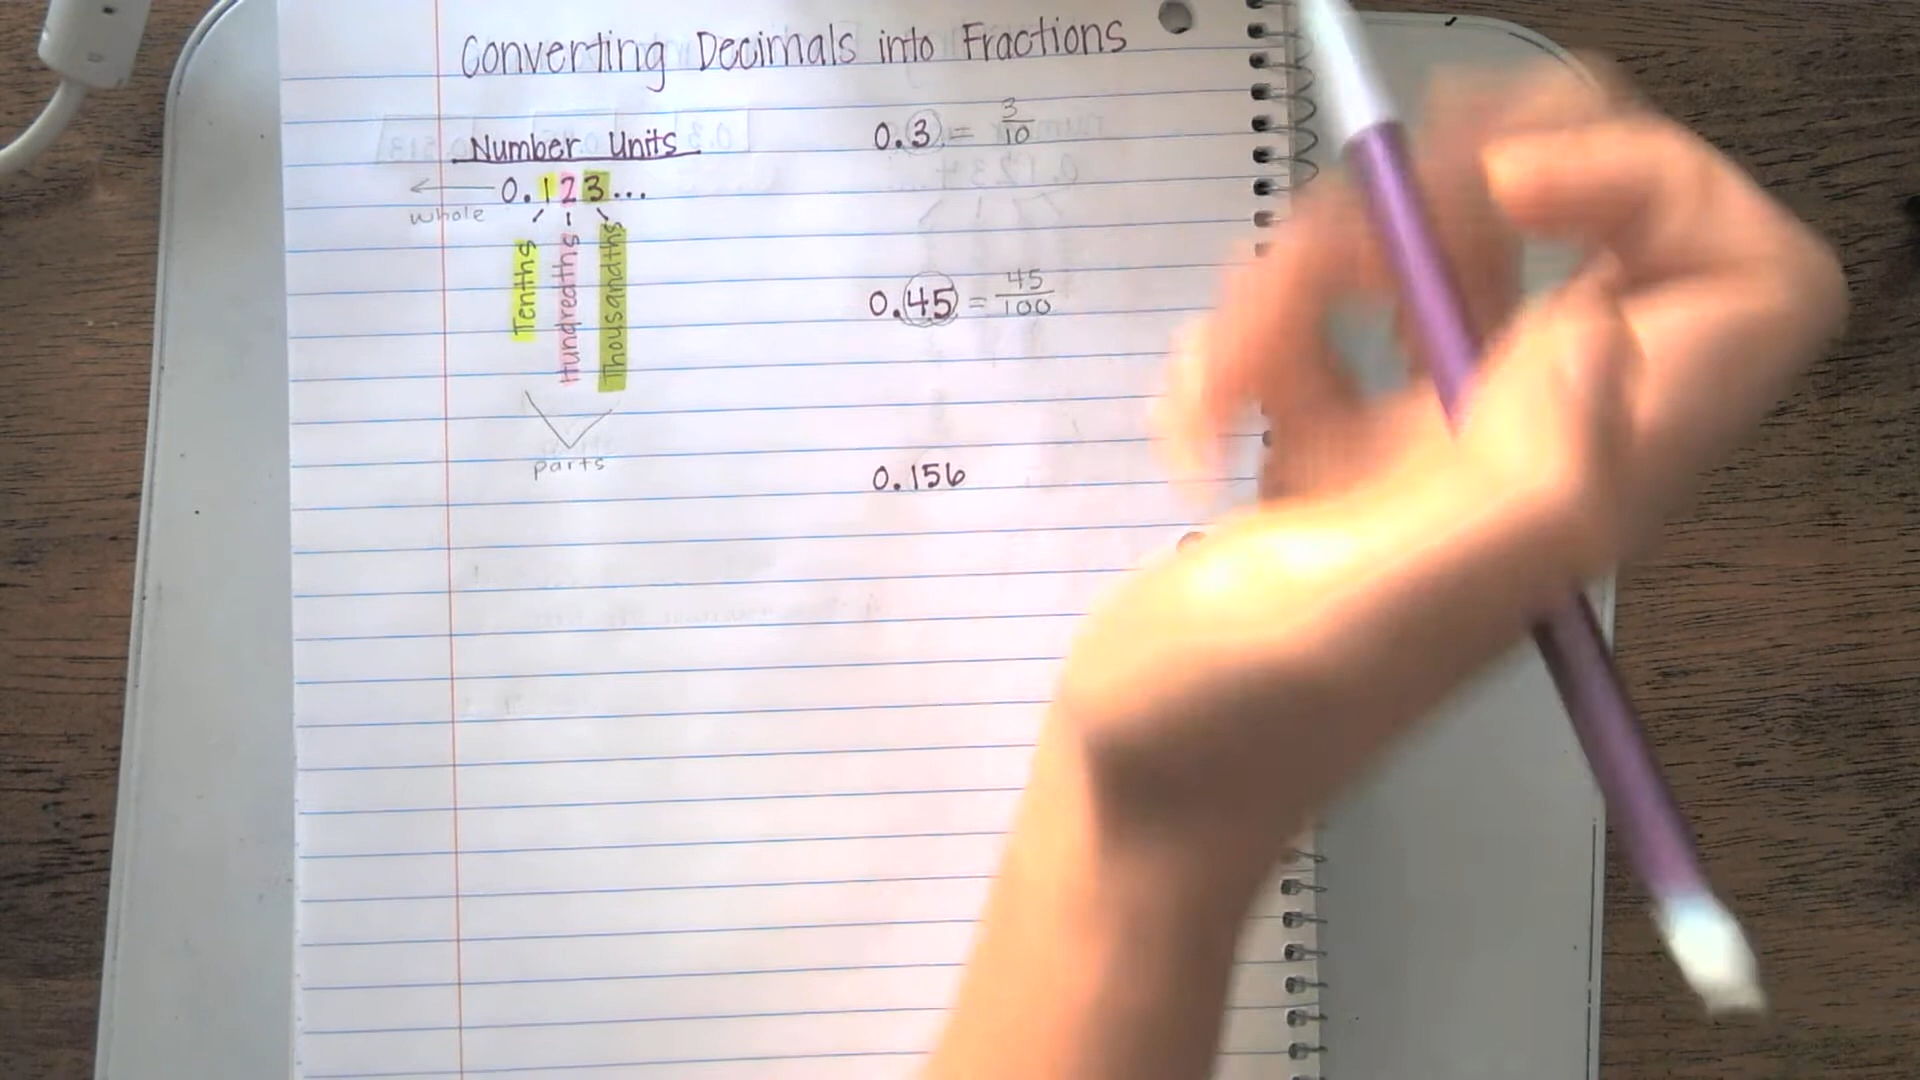 Converting Decimals into Fractions
Number Units
0.123...
whole
Tenths
Hundredths
Thousandths
parts
0.3 = 3/10
0.45 = 45/100
0.156